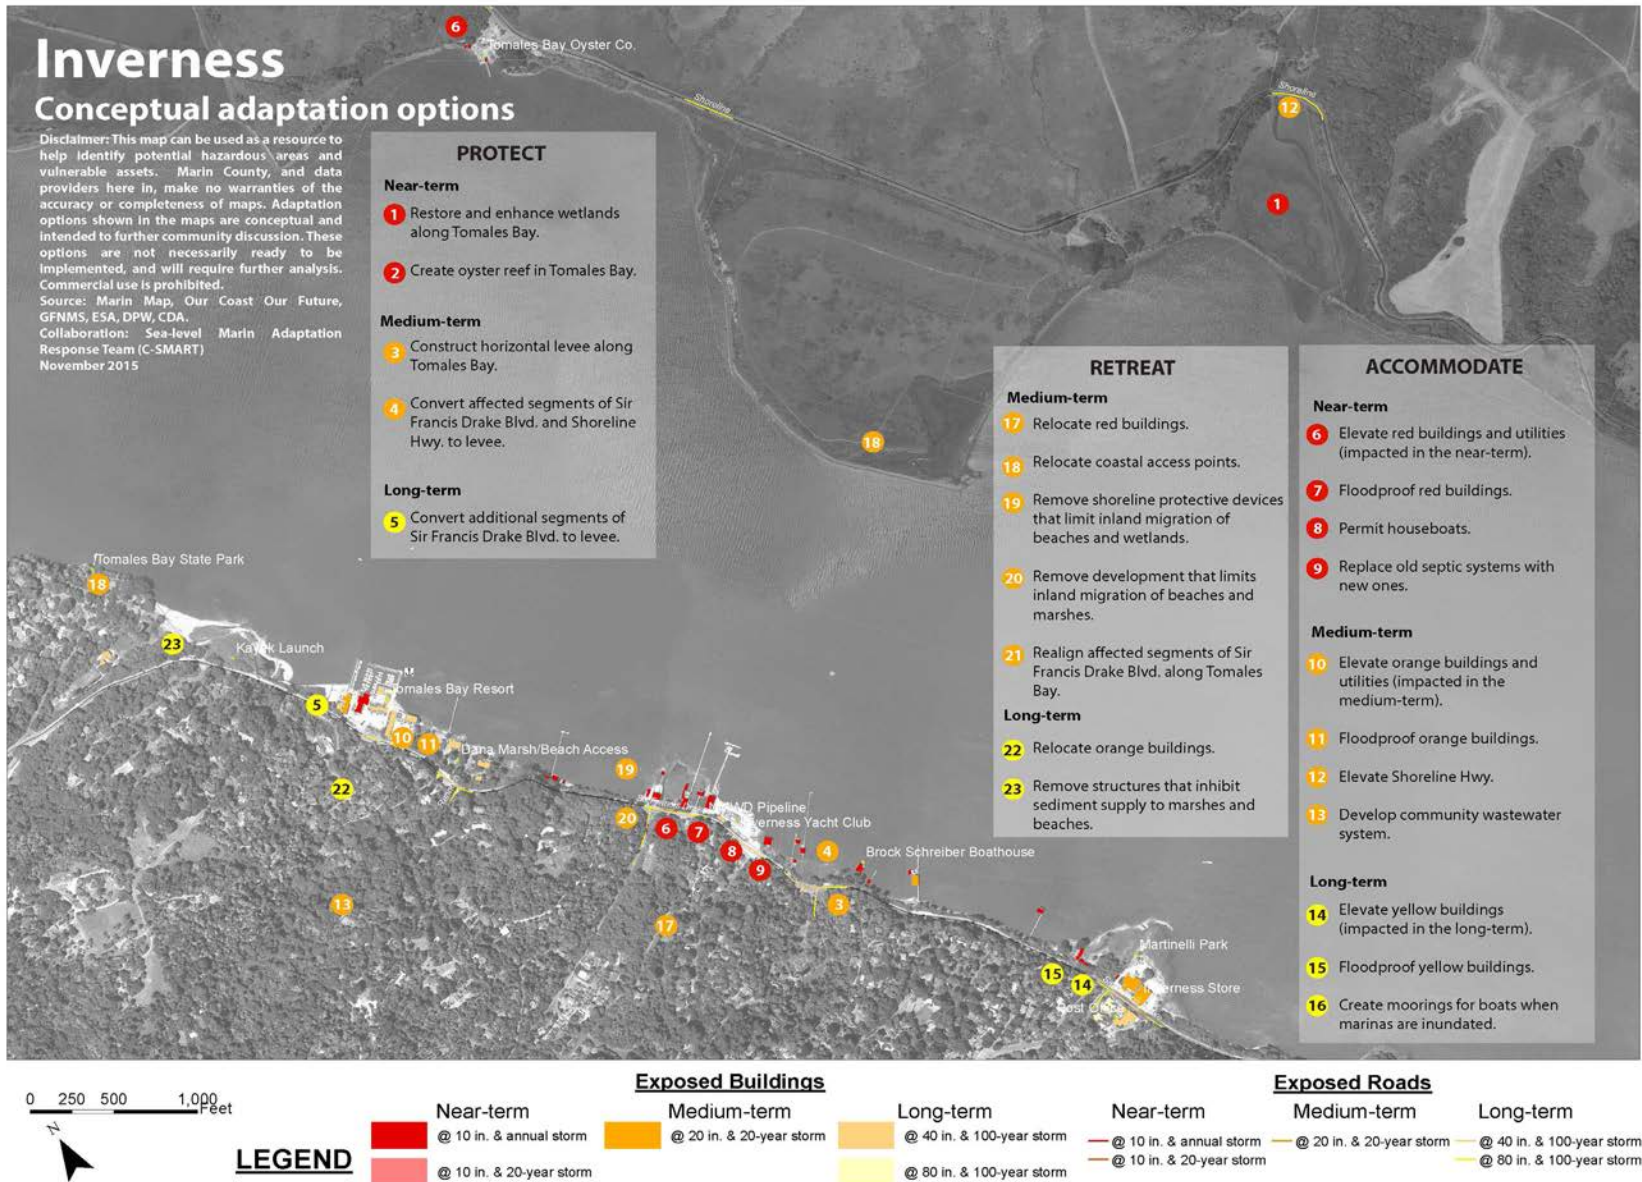 Inverness
Conceptual adaptation options
Disclaimer: This map can be used as a resource to
help identify potential hazardous areas and
vulnerable assets. Marin County, and data
providers here in, make no warranties of the
accuracy or completeness of maps. Adaptation
options shown in the maps are conceptual and
intended to further community discussion. These
options are not necessarily ready to be
implemented, and will require further analysis.
Commercial use is prohibited.
Source: Marin Map, Our Coast Our Future,
GFNMS, ESA, DPW, CDA.
Collaboration: Sea-level Marin Adaptation
Response Team (C-SMART)
November 2015
PROTECT
Near-term
1 Restore and enhance wetlands
along Tomales Bay.
2 Create oyster reef in Tomales Bay.
Medium-term
3 Construct horizontal levee along
Tomales Bay.
4 Convert affected segments of Sir
Francis Drake Blvd. and Shoreline
Hwy. to levee.
Long-term
5 Convert additional segments of
Sir Francis Drake Blvd. to levee.
RETREAT
Medium-term
17 Relocate red buildings.
18 Relocate coastal access points.
19 Remove shoreline protective devices
that limit inland migration of
beaches and wetlands.
20 Remove development that limits
inland migration of beaches and
marshes.
21 Realign affected segments of Sir
Francis Drake Blvd. along Tomales
Bay.
Long-term
22 Relocate orange buildings.
23 Remove structures that inhibit
sediment supply to marshes and
beaches.
ACCOMMODATE
Near-term
6 Elevate red buildings and utilities
(impacted in the near-term).
7 Floodproof red buildings.
8 Permit houseboats.
9 Replace old septic systems with
new ones.
Medium-term
10 Elevate orange buildings and
utilities (impacted in the
medium-term).
11 Floodproof orange buildings.
12 Elevate Shoreline Hwy.
13 Develop community wastewater
system.
Long-term
14 Elevate yellow buildings
(impacted in the long-term).
15 Floodproof yellow buildings.
16 Create moorings for boats when
marinas are inundated.
6
Tomales Bay Oyster Co.
Shoreline
Shoreline
12
1
18
Tomales Bay State Park
18
23
Kayak Launch
5
Tomales Bay Resort
10
11
Dana Marsh/Beach Access
22
19
20
Pipeline
Yacht Club
6
7
8
9
4
Brock Schreiber Boathouse
3
13
17
Martinelli Park
15
14
Store
0 250 500 1,000
Feet
N
LEGEND
Exposed Buildings
Near-term
@ 10 in. & annual storm
@ 10 in. & 20-year storm
Medium-term
@ 20 in. & 20-year storm
Long-term
@ 40 in. & 100-year storm
@ 80 in. & 100-year storm
Exposed Roads
Near-term
@ 10 in. & annual storm
@ 10 in. & 20-year storm
Medium-term
@ 20 in. & 20-year storm
Long-term
@ 40 in. & 100-year storm
@ 80 in. & 100-year storm